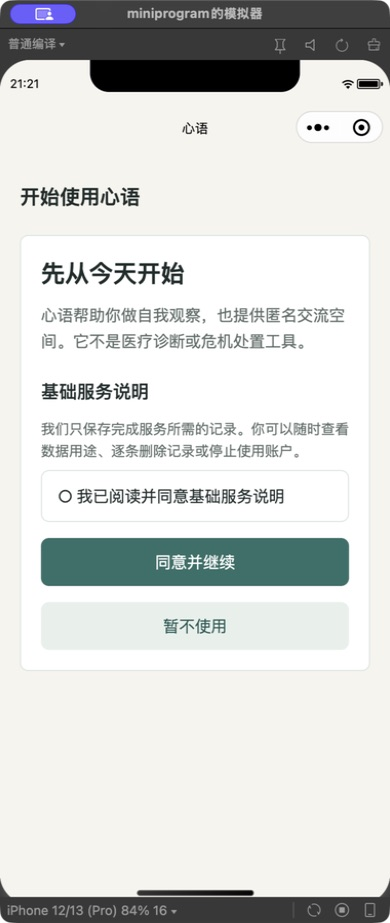 miniprogram的模拟器
普通编译
21:21
心语
开始使用心语
先从今天开始
心语帮助你做自我观察，也提供匿名交流空
间。它不是医疗诊断或危机处置工具。
基础服务说明
我们只保存完成服务所需的记录。你可以随时查看
数据用途、逐条删除记录或停止使用账户。
我已阅读并同意基础服务说明
同意并继续
暂不使用
iPhone 12/13 (Pro) 84% 16